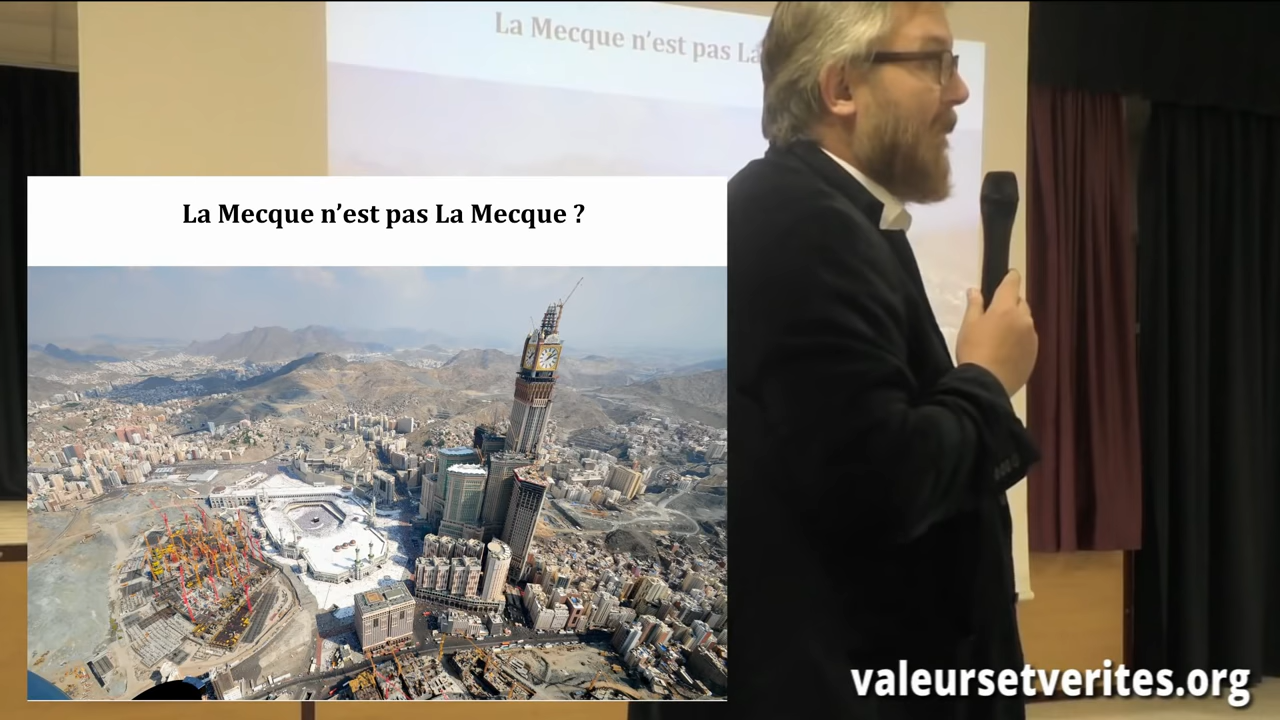 La Mecque n'est pas La
La Mecque n'est pas La Mecque ?
valeursetverites.org